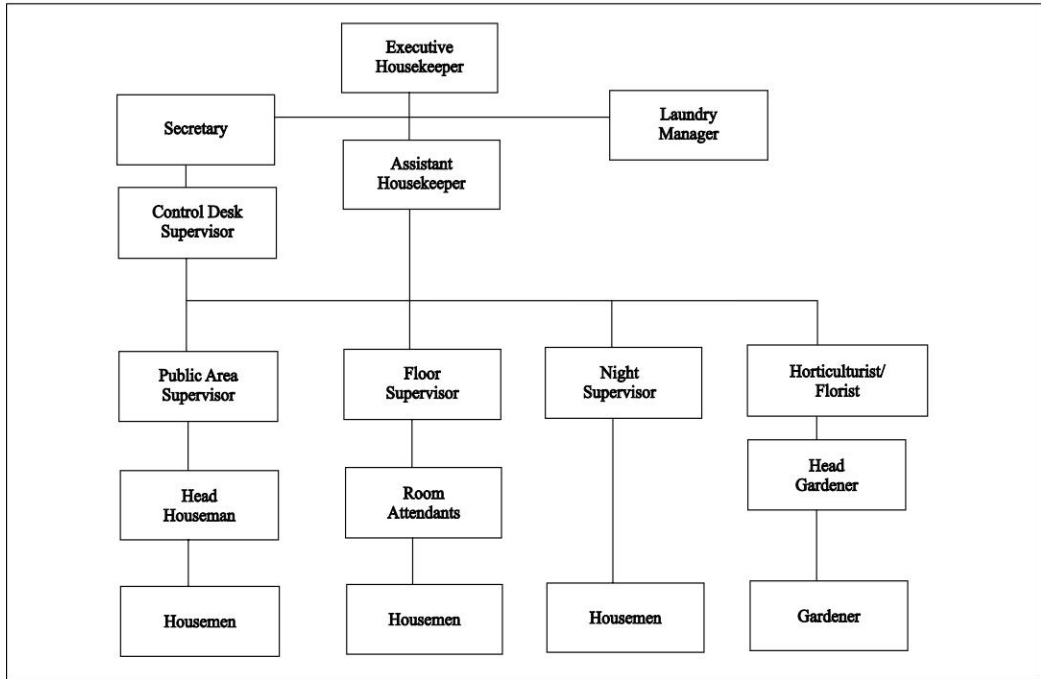 Executive
Housekeeper
Secretary
Laundry
Manager
Assistant
Housekeeper
Control Desk
Supervisor
Public Area
Supervisor
Floor
Supervisor
Night
Supervisor
Horticulturist/
Florist
Head
Houseman
Room
Attendants
Head
Gardener
Housemen
Housemen
Housemen
Gardener